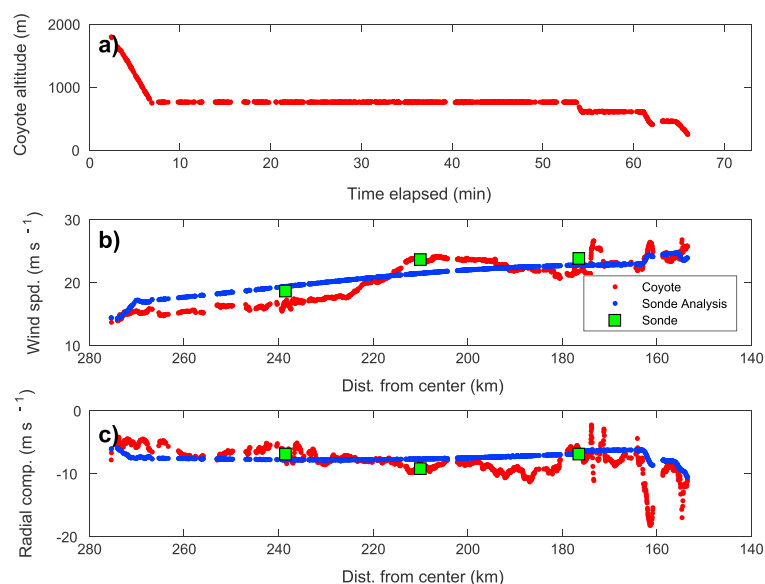 2000
a)
1000
0
Coyote altitude (m)
0 10 20 30 40 50 60 70
Time elapsed (min)
30
b)
20
10
Wind spd. (m s -1)
Coyote
Sonde Analysis
Sonde
280 260 240 220 200 180 160 140
Dist. from center (km)
0
c)
-10
-20
Radial comp. (m s -1)
280 260 240 220 200 180 160 140
Dist. from center (km)